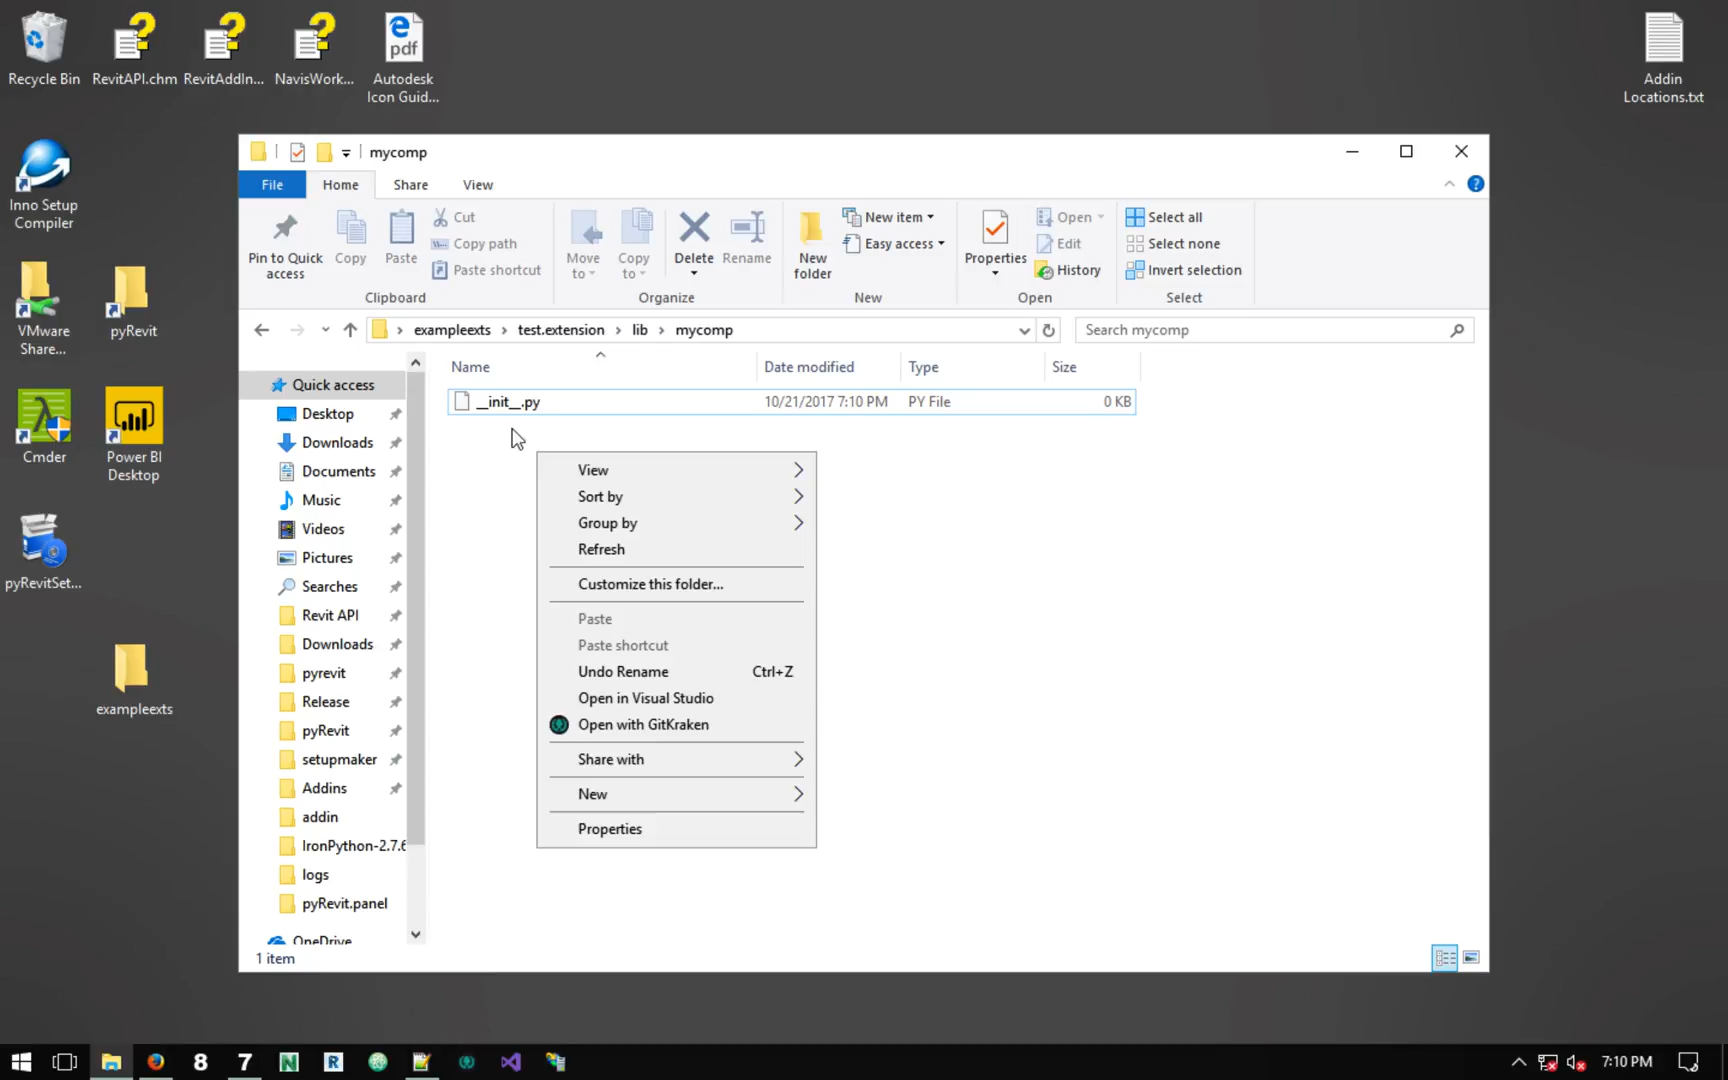 Recycle Bin
RevitAPI.chm
RevitAddIn...
NavisWork...
pdf
Autodesk
Icon Guid...
Addin
Locations.txt
Inno Setup
Compiler
VMware
Share...
pyRevit
Cmder
Power BI
Desktop
pyRevitSet...
exampleexts
mycomp
File
Home
Share
View
Pin to Quick
access
Copy
Paste
Cut
Copy path
Paste shortcut
Clipboard
Move
to
Copy
to
Delete
Rename
Organize
New
folder
New item
Easy access
New
Properties
Open
Edit
History
Open
Select all
Select none
Invert selection
Select
exampleexts
test.extension
lib
mycomp
Search mycomp
Name
Date modified
Type
Size
__init__.py
10/21/2017 7:10 PM
PY File
0 KB
Quick access
Desktop
Downloads
Documents
Music
Videos
Pictures
Searches
Revit API
Downloads
pyrevit
Release
pyRevit
setupmaker
Addins
addin
IronPython-2.7.6
logs
pyRevit.panel
OneDrive
View
Sort by
Group by
Refresh
Customize this folder...
Paste
Paste shortcut
Undo Rename Ctrl+Z
Open in Visual Studio
Open with GitKraken
Share with
New
Properties
1 item
8
7
N
R
7:10 PM